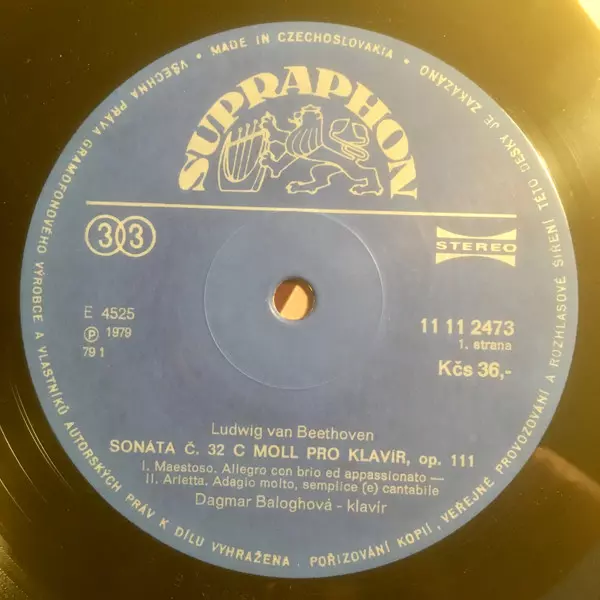 VŠECHNA PRÁVA GRAMOFONOVÉHO VÝROBCE A VLASTNÍKŮ AUTORSKÝCH PRÁV K DÍLU VYHRAŽENA. POŘIZOVÁNÍ KOPIÍ, VEŘEJNÉ PROVOZOVÁNÍ A ROZHLASOVÉ ŠÍŘENÍ TÉTO DESKY JE ZAKÁZÁNO • MADE IN CZECHOSLOVAKIA •
SUPRAPHON
33
STEREO
E 4525
Ⓟ 1979
79 1
11 11 2473
1. strana
Kčs 36,-
Ludwig van Beethoven
SONÁTA Č. 32 C MOLL PRO KLAVÍR, op. 111
I. Maestoso. Allegro con brio ed appassionato —
II. Arietta. Adagio molto, semplice (e) cantabile
Dagmar Baloghová - klavír